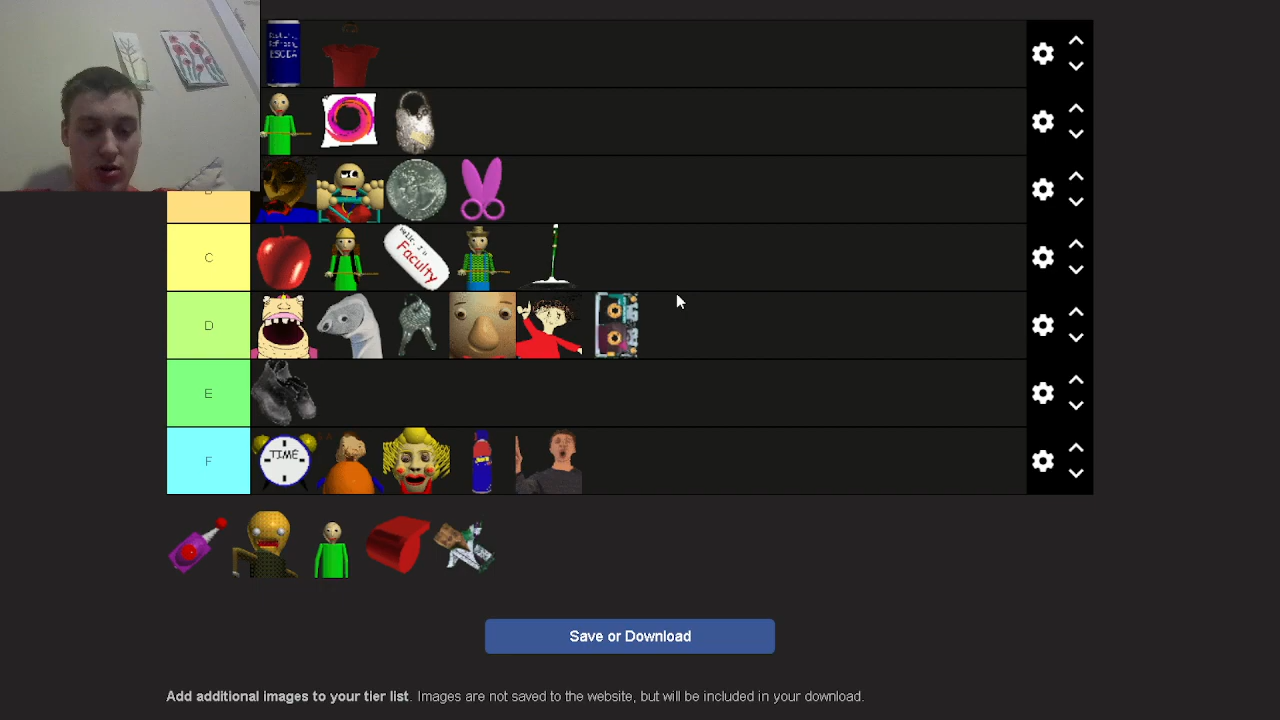 B
C
Hello, I'm
Faculty
D
E
TIME
F
Save or Download
Add additional images to your tier list. Images are not saved to the website, but will be included in your download.